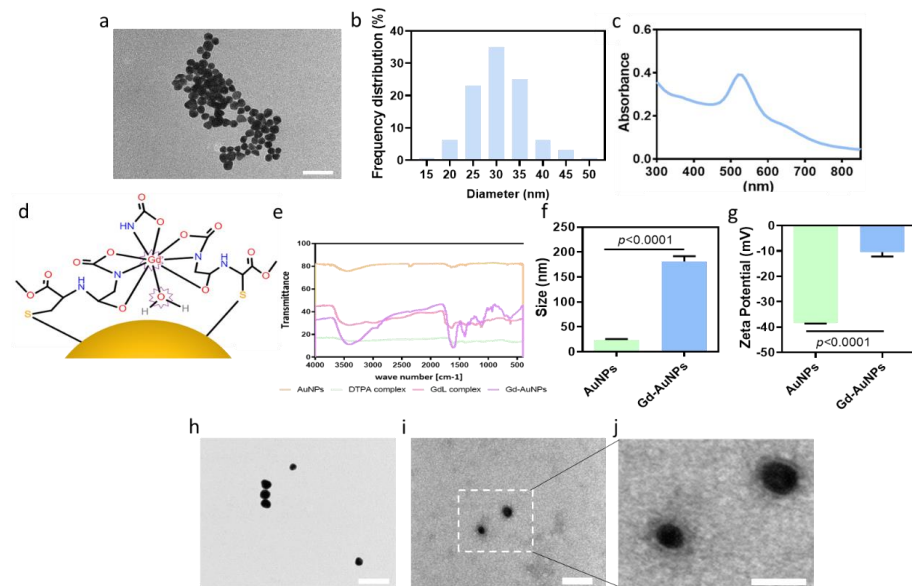 a
b
Frequency distribution (%)
40
30
20
10
0
15 20 25 30 35 40 45 50
Diameter (nm)
c
Absorbance
0.6
0.4
0.2
0.0
300 400 500 600 700 800
(nm)
d
O
HN
O
O
O
O
Gd
O
O
N
N
O
H
N
O
O
O
S
H
N
O
O
O
S
O
H H
e
Transmittance
100
80
60
40
20
0
4000 3500 3000 2500 2000 1500 1000 500
wave number [cm-1]
AuNPs DTPA complex GdL complex Gd-AuNPs
f
Size (nm)
250
200
150
100
50
0
p<0.0001
AuNPs
Gd-AuNPs
g
Zeta Potential (mV)
0
-10
-20
-30
-40
-50
p<0.0001
AuNPs
Gd-AuNPs
h
i
j